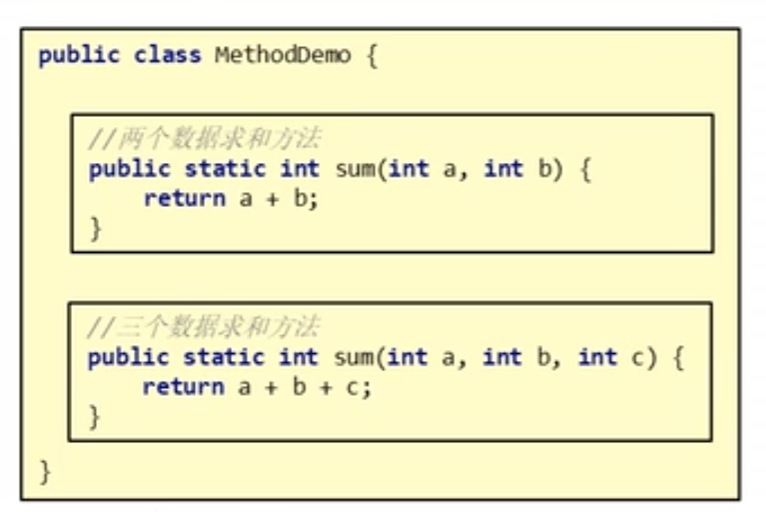 public class MethodDemo {
//两个数据求和方法
public static int sum(int a, int b) {
return a + b;
}
//三个数据求和方法
public static int sum(int a, int b, int c) {
return a + b + c;
}
}